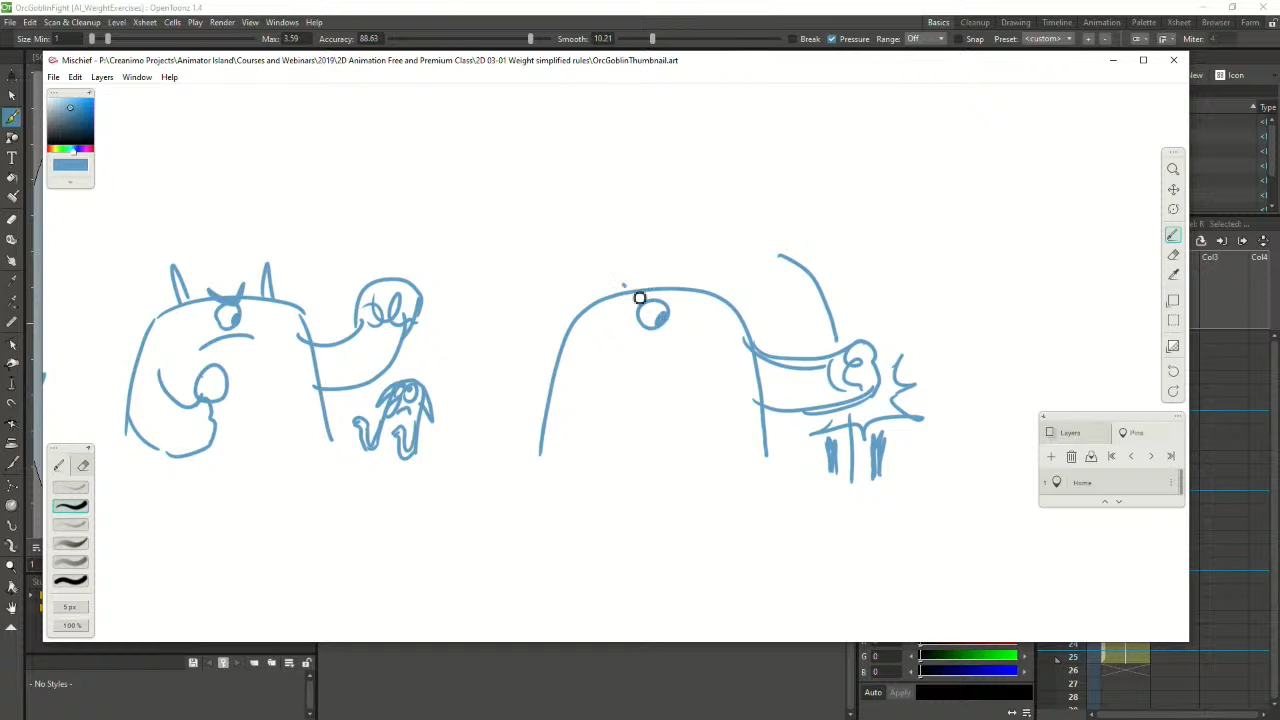 OrcGoblinFight [AI_WeightExercises] : OpenToonz 1.4
File Edit Scan & Cleanup Level Xsheet Cells Play Render View Windows Help
Basics Cleanup Drawing Timeline Animation Palette Xsheet Browser Farm
Size Min: 1 Max: 3.59 Accuracy: 88.63 Smooth: 10.21 Break Pressure Range: Off Snap Preset: <custom> + - Miter: 4
Mischief - P:\Creanimo Projects\Animator Island\Courses and Webinars\2019\2D Animation Free and Premium Class\2D 03-01 Weight simplified rules\OrcGoblinThumbnail.art
File Edit Layers Window Help
Icon
Type
Selected:
Col3 Col4
Layers Pins
1 Home
5 px
100 %
1
24
25
26
27
28
G 0
B 0
Auto Apply
- No Styles -